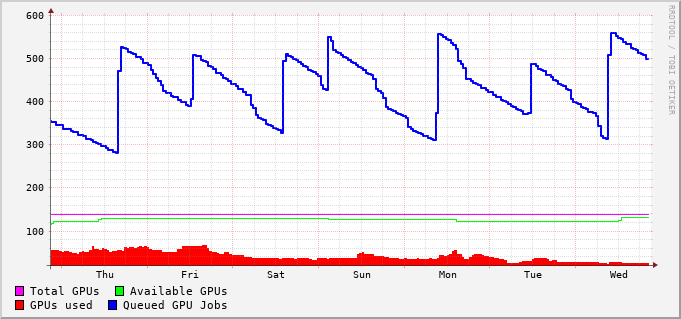 600
500
400
300
200
100
Thu Fri Sat Sun Mon Tue Wed
Total GPUs Available GPUs
GPUs used Queued GPU Jobs
RRDTOOL / TOBI OETIKER